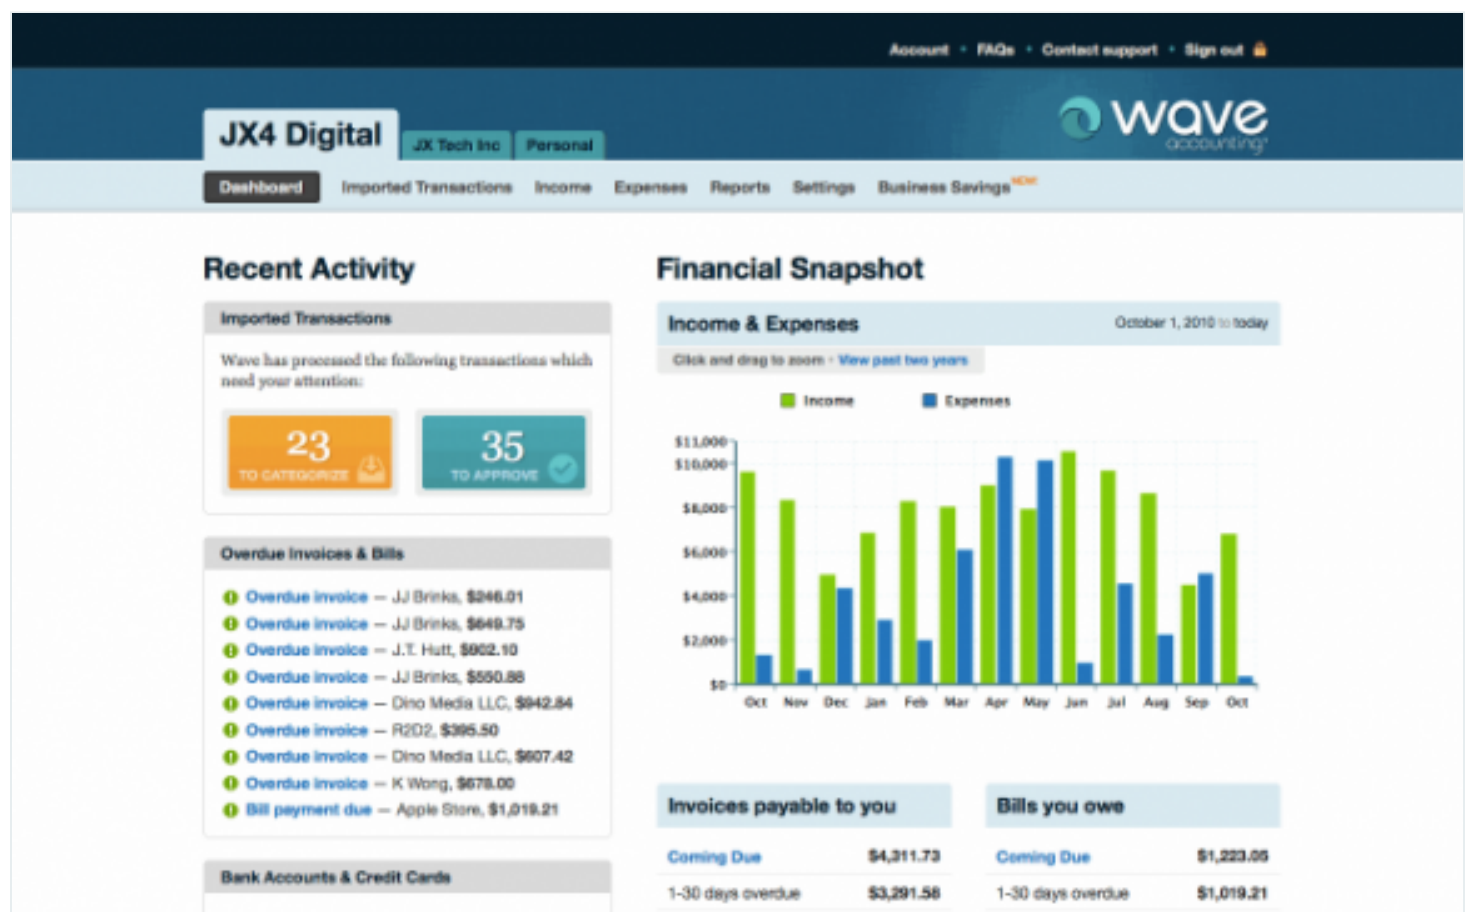 Account • FAQs • Contact support • Sign out
JX4 Digital
JX Tech Inc
Personal
wave
accounting
Dashboard
Imported Transactions
Income
Expenses
Reports
Settings
Business Savings NEW!
Recent Activity
Imported Transactions
Wave has processed the following transactions which
need your attention:
23
TO CATEGORIZE
35
TO APPROVE
Overdue Invoices & Bills
Overdue invoice — JJ Brinks, $246.01
Overdue invoice — JJ Brinks, $649.75
Overdue invoice — J.T. Hutt, $902.10
Overdue invoice — JJ Brinks, $550.88
Overdue invoice — Dino Media LLC, $942.84
Overdue invoice — R2D2, $395.50
Overdue invoice — Dino Media LLC, $607.42
Overdue invoice — K Wong, $678.00
Bill payment due — Apple Store, $1,019.21
Bank Accounts & Credit Cards
Financial Snapshot
Income & Expenses
October 1, 2010 to today
Click and drag to zoom • View past two years
Income
Expenses
$11,000
$10,000
$8,000
$6,000
$4,000
$2,000
$0
Oct Nov Dec Jan Feb Mar Apr May Jun Jul Aug Sep Oct
Invoices payable to you
Coming Due $4,311.73
1-30 days overdue $3,291.58
Bills you owe
Coming Due $1,223.05
1-30 days overdue $1,019.21